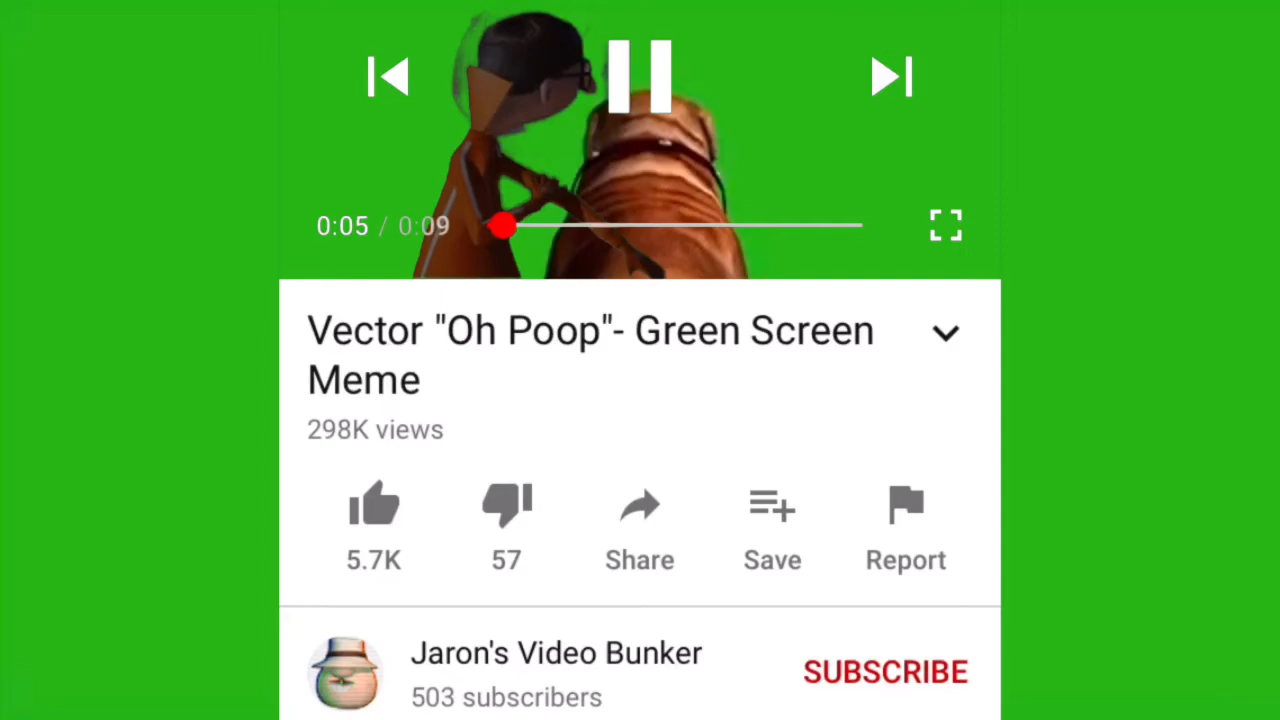 0:05 / 0:09
Vector "Oh Poop"- Green Screen
Meme
298K views
5.7K
57
Share
Save
Report
Jaron's Video Bunker
503 subscribers
SUBSCRIBE